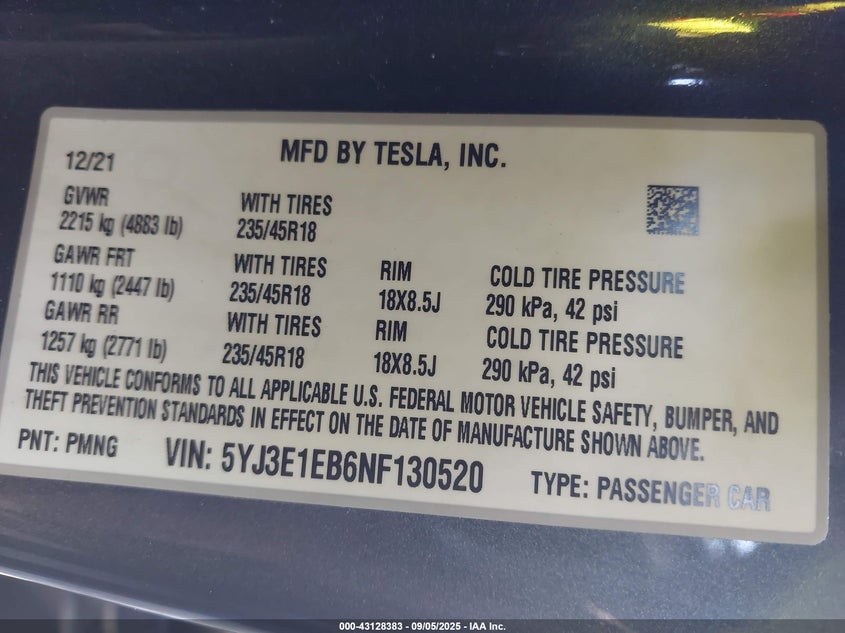 12/21 MFD BY TESLA, INC.
GVWR WITH TIRES
2215 kg (4883 lb) 235/45R18
GAWR FRT WITH TIRES RIM COLD TIRE PRESSURE
1110 kg (2447 lb) 235/45R18 18X8.5J 290 kPa, 42 psi
GAWR RR WITH TIRES RIM COLD TIRE PRESSURE
1257 kg (2771 lb) 235/45R18 18X8.5J 290 kPa, 42 psi
THIS VEHICLE CONFORMS TO ALL APPLICABLE U.S. FEDERAL MOTOR VEHICLE SAFETY, BUMPER, AND
THEFT PREVENTION STANDARDS IN EFFECT ON THE DATE OF MANUFACTURE SHOWN ABOVE.
PNT: PMNG VIN: 5YJ3E1EB6NF130520 TYPE: PASSENGER CAR
000-43128383 - 09/05/2025 - IAA Inc.